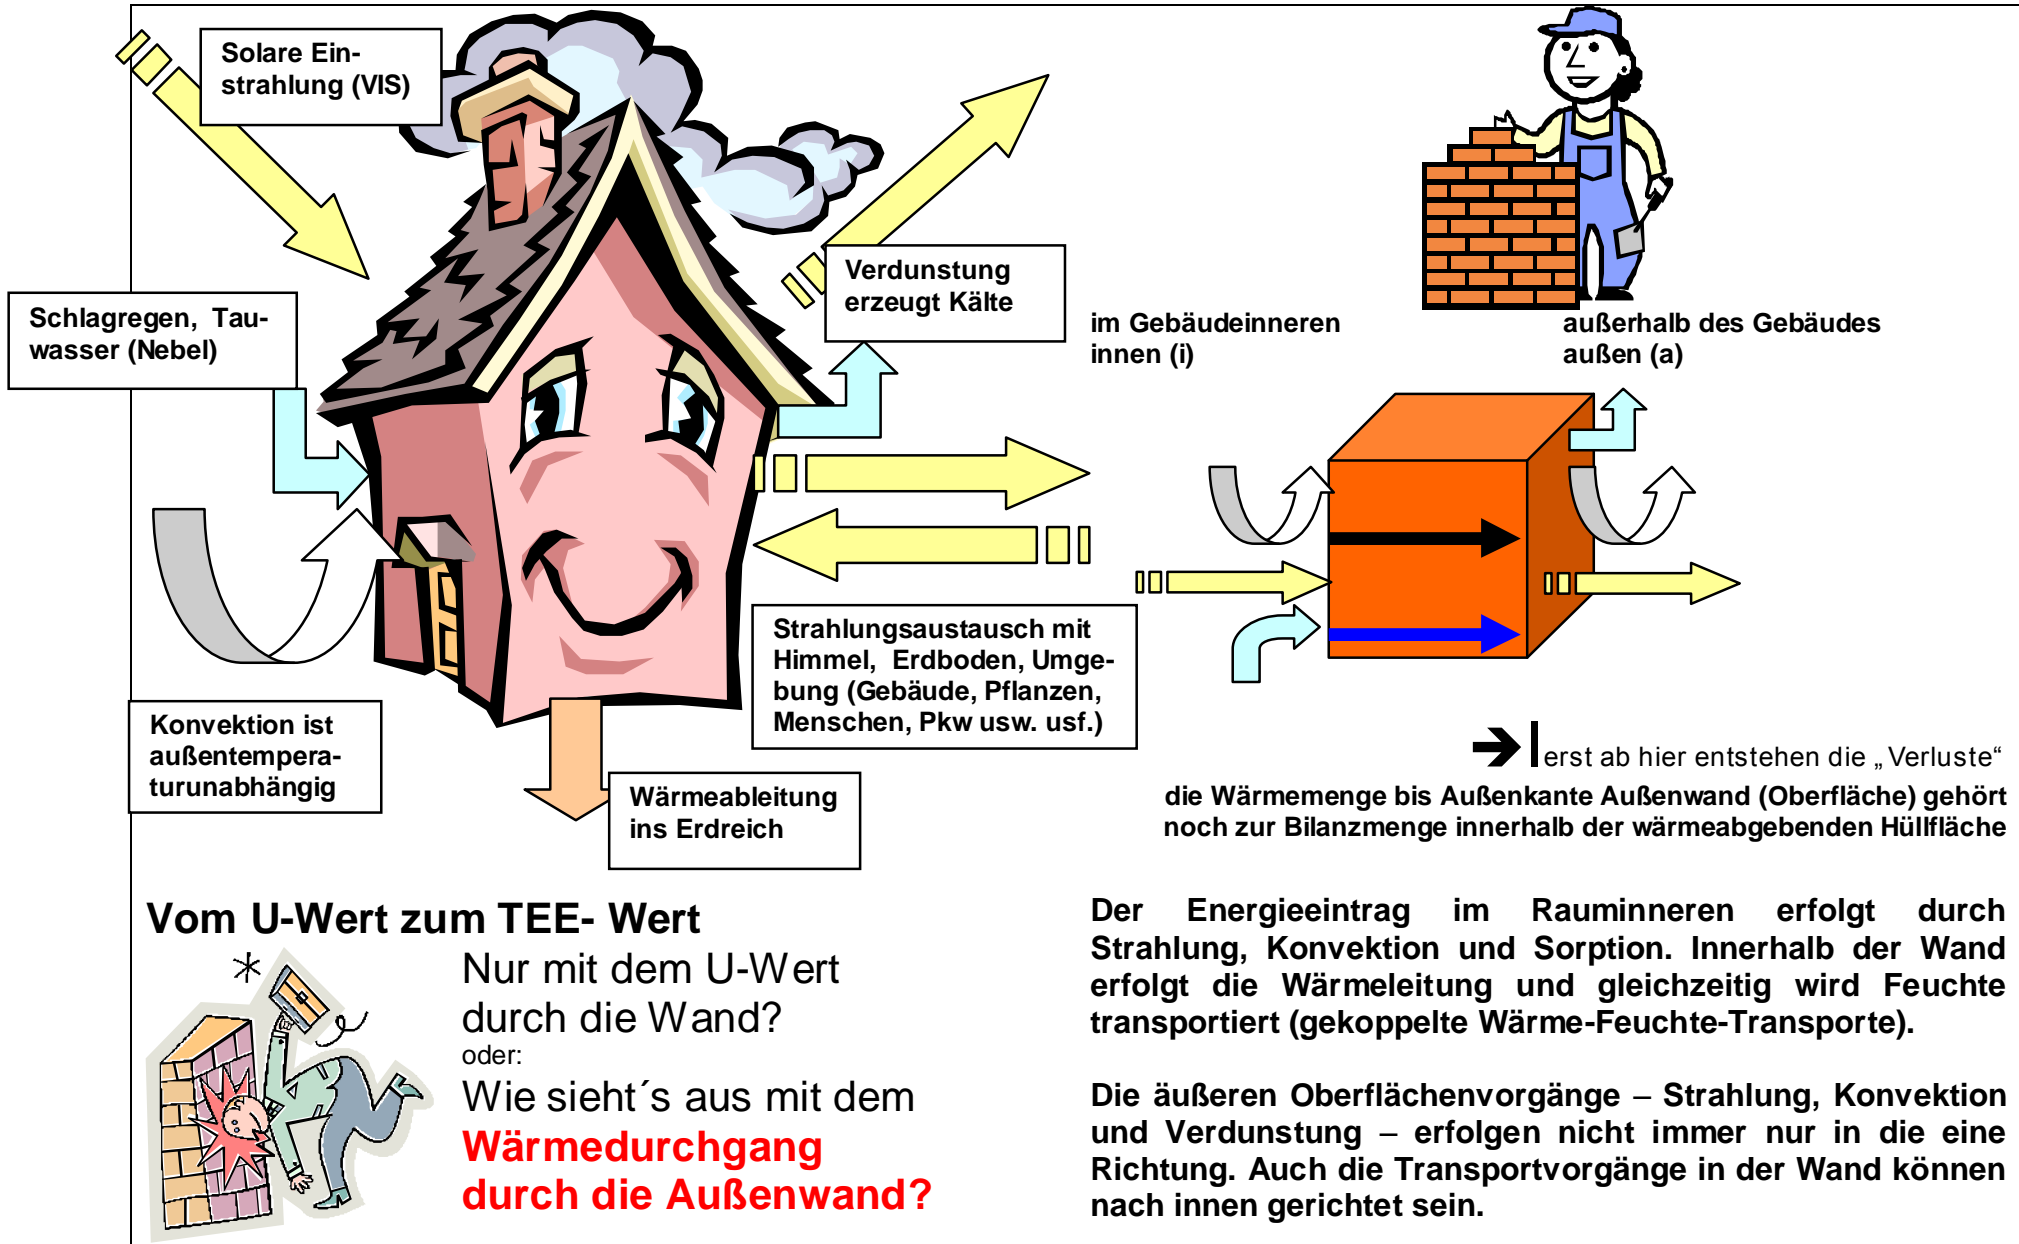 Solare Ein-
strahlung (VIS)
Verdunstung
erzeugt Kälte
Schlagregen, Tau-
wasser (Nebel)
im Gebäudeinneren
innen (i)
außerhalb des Gebäudes
außen (a)
Strahlungsaustausch mit
Himmel, Erdboden, Umge-
bung (Gebäude, Pflanzen,
Menschen, Pkw usw. usf.)
Konvektion ist
außentempera-
turunabhängig
Wärmeableitung
ins Erdreich
erst ab hier entstehen die „Verluste“
die Wärmemenge bis Außenkante Außenwand (Oberfläche) gehört
noch zur Bilanzmenge innerhalb der wärmeabgebenden Hüllfläche
Vom U-Wert zum TEE- Wert
Nur mit dem U-Wert
durch die Wand?
oder:
Wie sieht´s aus mit dem
Wärmedurchgang
durch die Außenwand?
Der Energieeintrag im Rauminneren erfolgt durch
Strahlung, Konvektion und Sorption. Innerhalb der Wand
erfolgt die Wärmeleitung und gleichzeitig wird Feuchte
transportiert (gekoppelte Wärme-Feuchte-Transporte).
Die äußeren Oberflächenvorgänge – Strahlung, Konvektion
und Verdunstung – erfolgen nicht immer nur in die eine
Richtung. Auch die Transportvorgänge in der Wand können
nach innen gerichtet sein.